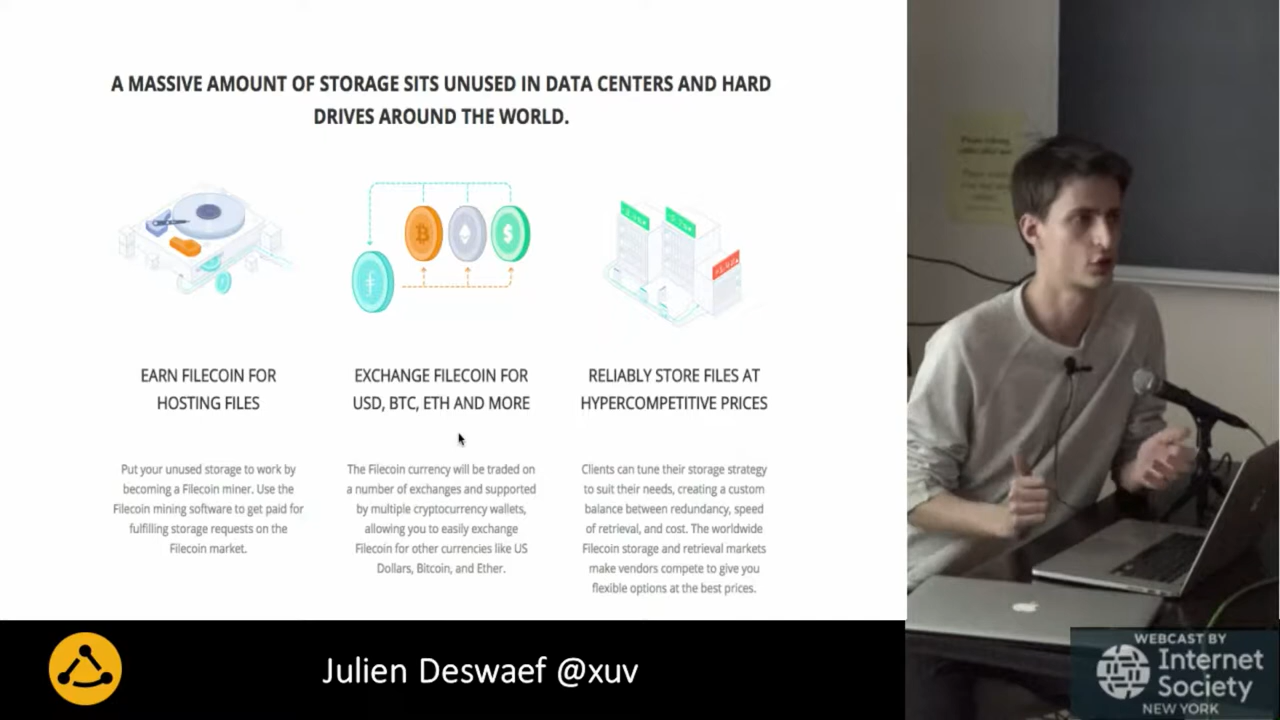 A MASSIVE AMOUNT OF STORAGE SITS UNUSED IN DATA CENTERS AND HARD
DRIVES AROUND THE WORLD.
EARN FILECOIN FOR
HOSTING FILES
Put your unused storage to work by
becoming a Filecoin miner. Use the
Filecoin mining software to get paid for
fulfilling storage requests on the
Filecoin market.
EXCHANGE FILECOIN FOR
USD, BTC, ETH AND MORE
The Filecoin currency will be traded on
a number of exchanges and supported
by multiple cryptocurrency wallets,
allowing you to easily exchange
Filecoin for other currencies like US
Dollars, Bitcoin, and Ether.
RELIABLY STORE FILES AT
HYPERCOMPETITIVE PRICES
Clients can tune their storage strategy
to suit their needs, creating a custom
balance between redundancy, speed
of retrieval, and cost. The worldwide
Filecoin storage and retrieval markets
make vendors compete to give you
flexible options at the best prices.
Julien Deswaef @xuv
WEBCAST BY
Internet
Society
NEW YORK